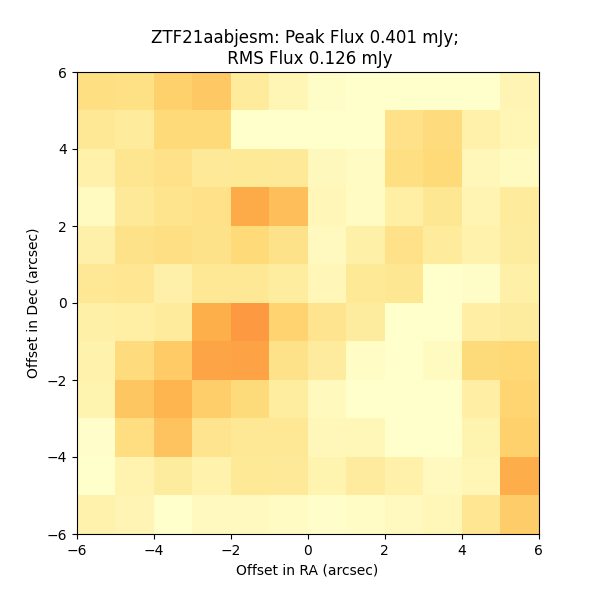 ZTF21aabjesm: Peak Flux 0.401 mJy;
RMS Flux 0.126 mJy
6
4
2
0
−2
−4
−6
Offset in Dec (arcsec)
−6 −4 −2 0 2 4 6
Offset in RA (arcsec)